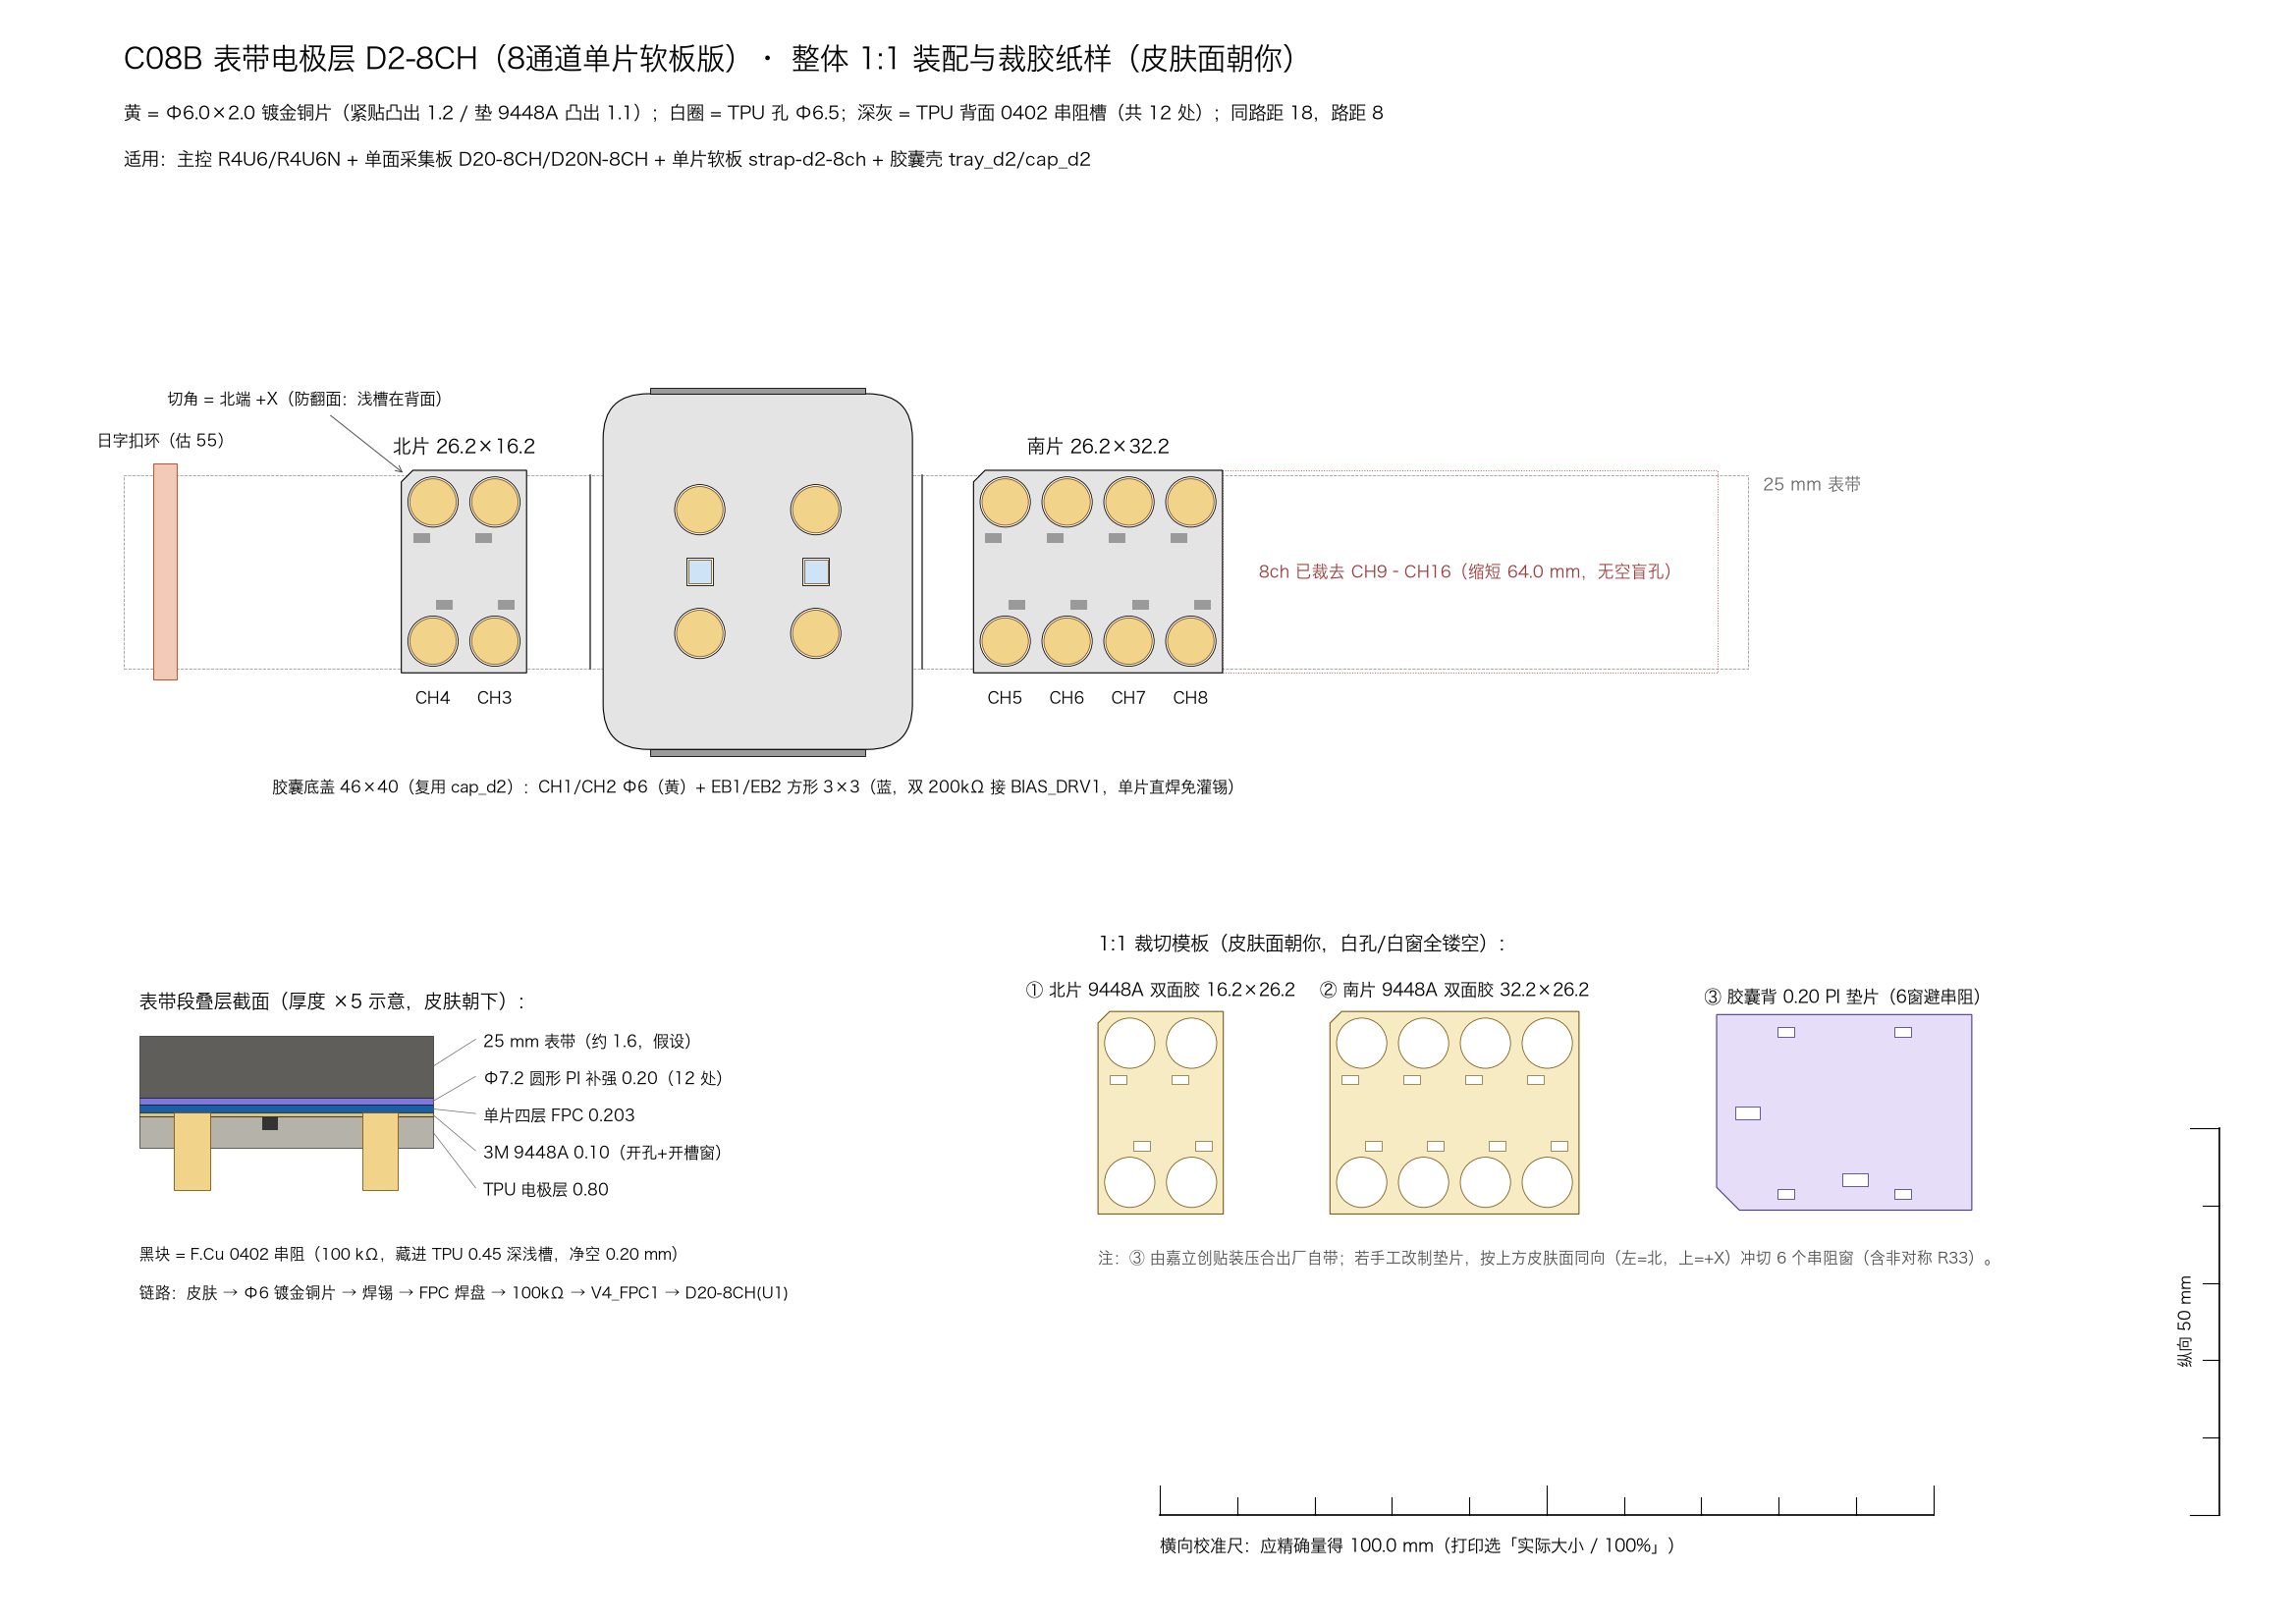 C08B 表带电极层 D2-8CH（8通道单片软板版）· 整体 1:1 装配与裁胶纸样（皮肤面朝你）
黄 = Φ6.0×2.0 镀金铜片（紧贴凸出 1.2 / 垫 9448A 凸出 1.1）；白圈 = TPU 孔 Φ6.5；深灰 = TPU 背面 0402 串阻槽（共 12 处）；同路距 18，路距 8
适用：主控 R4U6/R4U6N + 单面采集板 D20-8CH/D20N-8CH + 单片软板 strap-d2-8ch + 胶囊壳 tray_d2/cap_d2
切角 = 北端 +X（防翻面：浅槽在背面）
日字扣环（估 55）
北片 26.2×16.2
南片 26.2×32.2
25 mm 表带
8ch 已裁去 CH9 - CH16（缩短 64.0 mm，无空盲孔）
CH4 CH3
CH5 CH6 CH7 CH8
胶囊底盖 46×40（复用 cap_d2）：CH1/CH2 Φ6（黄）+ EB1/EB2 方形 3×3（蓝，双 200kΩ 接 BIAS_DRV1，单片直焊免灌锡）
表带段叠层截面（厚度 ×5 示意，皮肤朝下）：
25 mm 表带（约 1.6，假设）
Φ7.2 圆形 PI 补强 0.20（12 处）
单片四层 FPC 0.203
3M 9448A 0.10（开孔+开槽窗）
TPU 电极层 0.80
黑块 = F.Cu 0402 串阻（100 kΩ，藏进 TPU 0.45 深浅槽，净空 0.20 mm）
链路：皮肤 → Φ6 镀金铜片 → 焊锡 → FPC 焊盘 → 100kΩ → V4_FPC1 → D20-8CH(U1)
1:1 裁切模板（皮肤面朝你，白孔/白窗全镂空）：
① 北片 9448A 双面胶 16.2×26.2
② 南片 9448A 双面胶 32.2×26.2
③ 胶囊背 0.20 PI 垫片（6窗避串阻）
注：③ 由嘉立创贴装压合出厂自带；若手工改制垫片，按上方皮肤面同向（左=北，上=+X）冲切 6 个串阻窗（含非对称 R33）。
纵向 50 mm
横向校准尺：应精确量得 100.0 mm（打印选「实际大小 / 100%」）